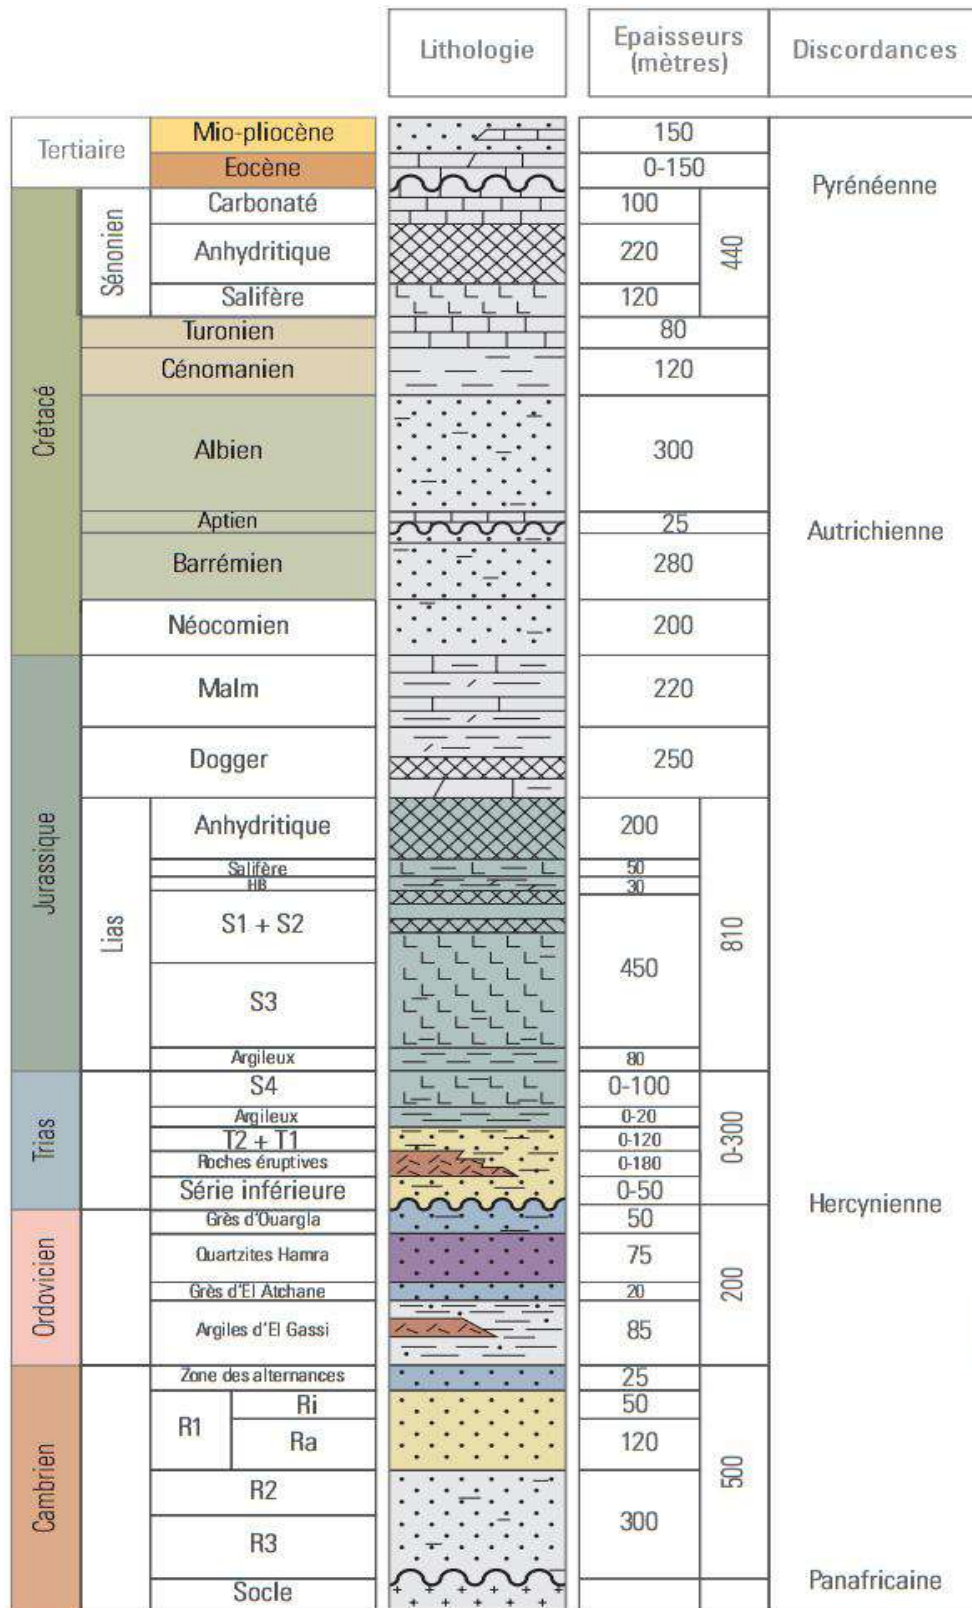 Lithologie
Epaisseurs
(mètres)
Discordances
Tertiaire
Mio-pliocène
150
Eocène
0-150
Pyrénéenne
Crétacé
Sénonien
Carbonaté
100
Anhydritique
220
440
Salifère
120
Turonien
80
Cénomanien
120
Albien
300
Aptien
25
Autrichienne
Barrémien
280
Néocomien
200
Jurassique
Malm
220
Dogger
250
Lias
Anhydritique
200
Salifère
50
HB
30
S1 + S2
450
810
S3
Argileux
80
Trias
S4
0-100
Argileux
0-20
T2 + T1
0-120
0-300
Roches éruptives
0-180
Série inférieure
0-50
Hercynienne
Ordovicien
Grès d'Ouargla
50
Quartzites Hamra
75
200
Grès d'El Atchane
20
Argiles d'El Gassi
85
Cambrien
Zone des alternances
25
R1
Ri
50
Ra
120
500
R2
300
R3
Socle
Panafricaine